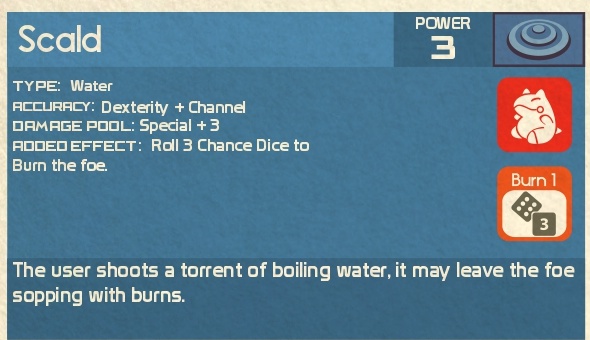 Scald
POWER
3
TYPE: Water
ACCURACY: Dexterity + Channel
DAMAGE POOL: Special + 3
ADDED EFFECT: Roll 3 Chance Dice to
Burn the foe.
Burn 1
3
The user shoots a torrent of boiling water, it may leave the foe
sopping with burns.